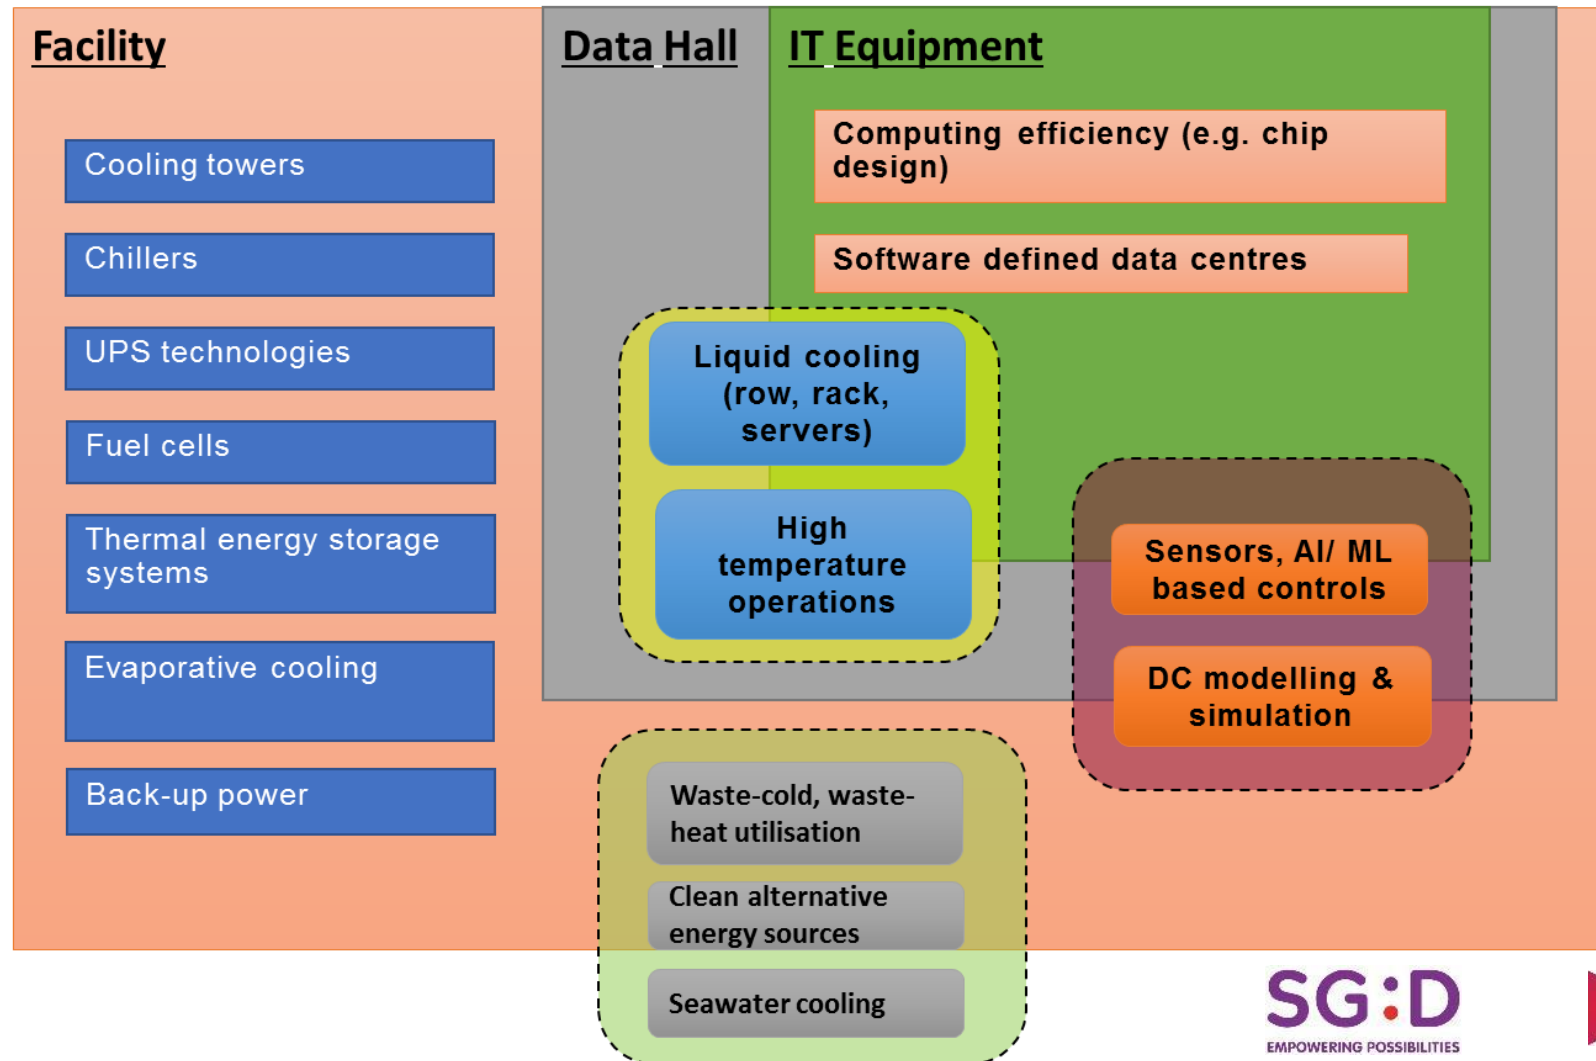 Facility
Data Hall
IT Equipment
Cooling towers
Chillers
UPS technologies
Fuel cells
Thermal energy storage
systems
Evaporative cooling
Back-up power
Computing efficiency (e.g. chip
design)
Software defined data centres
Liquid cooling
(row, rack,
servers)
High
temperature
operations
Sensors, AI/ ML
based controls
DC modelling &
simulation
Waste-cold, waste-
heat utilisation
Clean alternative
energy sources
Seawater cooling
SG:D
EMPOWERING POSSIBILITIES